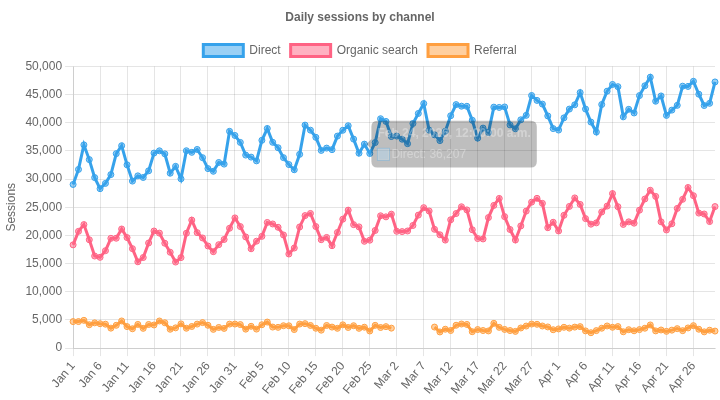 Daily sessions by channel
Direct
Organic search
Referral
50,000
45,000
40,000
35,000
30,000
25,000
20,000
15,000
10,000
5,000
0
Sessions
Direct: 36,207
Jan 1
Jan 6
Jan 11
Jan 16
Jan 21
Jan 26
Jan 31
Feb 5
Feb 10
Feb 15
Feb 20
Feb 25
Mar 2
Mar 7
Mar 12
Mar 17
Mar 22
Mar 27
Apr 1
Apr 6
Apr 11
Apr 16
Apr 21
Apr 26